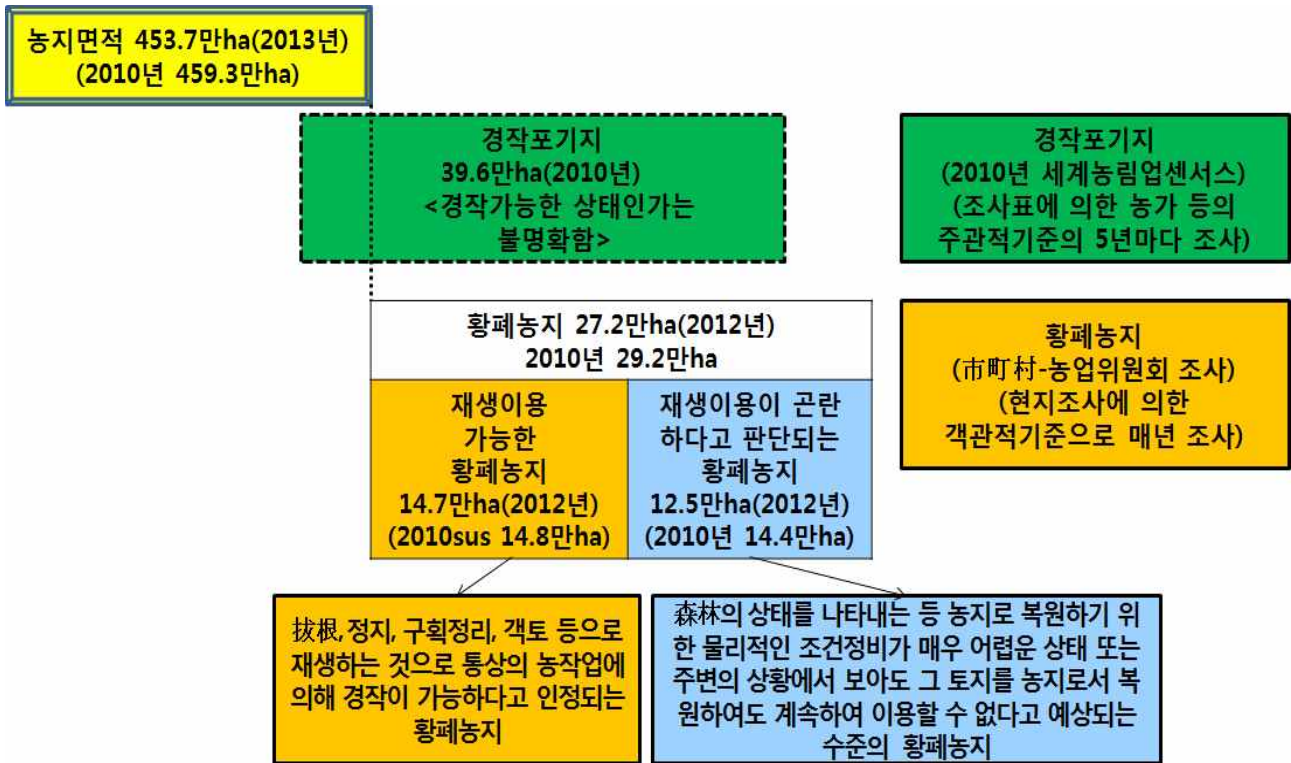 농지면적 453.7만ha(2013년)
(2010년 459.3만ha)
경작포기지
39.6만ha(2010년)
<경작가능한 상태인가는
불명확함>
경작포기지
(2010년 세계농림업센서스)
(조사표에 의한 농가 등의
주관적기준의 5년마다 조사)
황폐농지 27.2만ha(2012년)
2010년 29.2만ha
황폐농지
(市町村-농업위원회 조사)
(현지조사에 의한
객관적기준으로 매년 조사)
재생이용
가능한
황폐농지
14.7만ha(2012년)
(2010sus 14.8만ha)
재생이용이 곤란
하다고 판단되는
황폐농지
12.5만ha(2012년)
(2010년 14.4만ha)
拔根, 정지, 구획정리, 객토 등으로
재생하는 것으로 통상의 농작업에
의해 경작이 가능하다고 인정되는
황폐농지
森林의 상태를 나타내는 등 농지로 복원하기 위
한 물리적인 조건정비가 매우 어렵운 상태 또는
주변의 상황에서 보아도 그 토지를 농지로서 복
원하여도 계속하여 이용할 수 없다고 예상되는
수준의 황폐농지